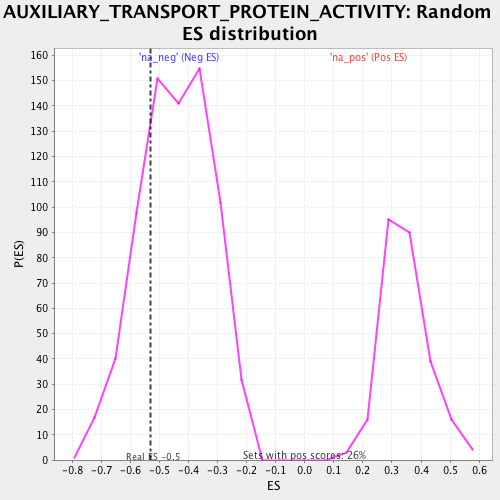 AUXILIARY_TRANSPORT_PROTEIN_ACTIVITY: Random
ES distribution
'na_neg' (Neg ES)
'na_pos' (Pos ES)
160
150
140
130
120
110
100
90
80
70
60
50
40
30
20
10
0
P(ES)
Real ES -0.5
Sets with pos scores: 26%
-0.8 -0.7 -0.6 -0.5 -0.4 -0.3 -0.2 -0.1 0.0 0.1 0.2 0.3 0.4 0.5 0.6
ES